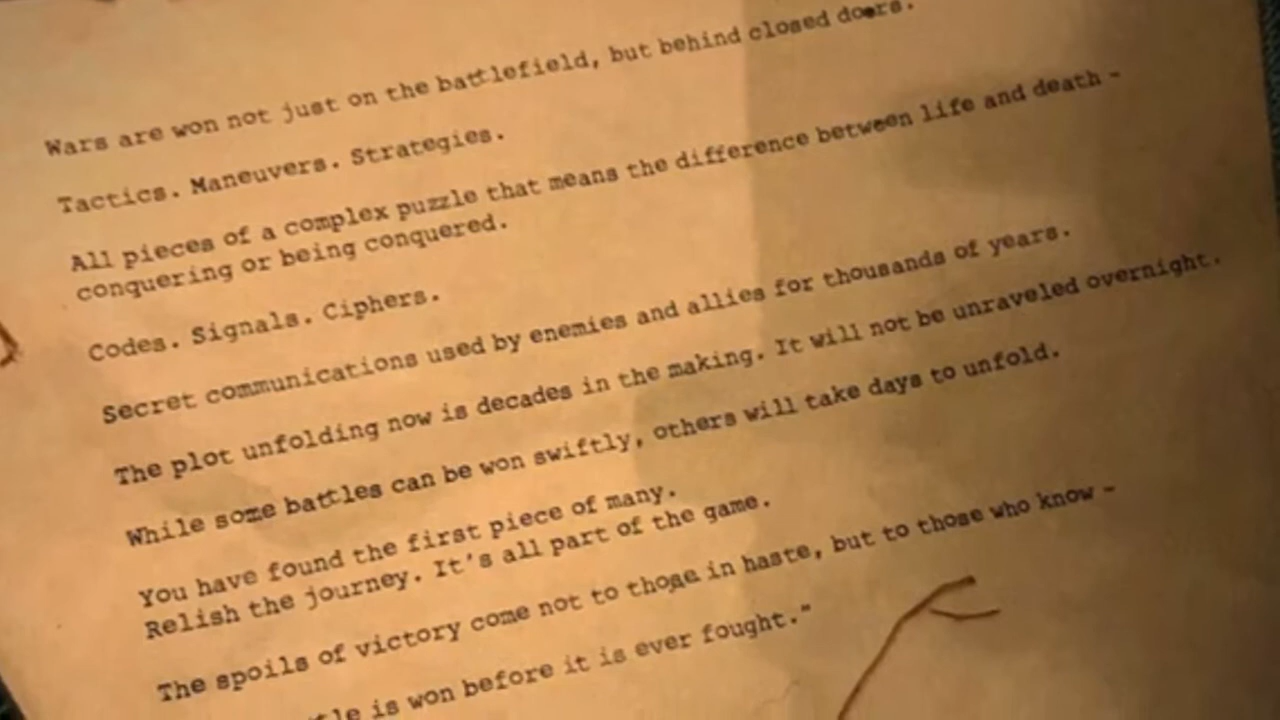 Wars are won not just on the battlefield, but behind closed doors.
Tactics. Maneuvers. Strategies.
All pieces of a complex puzzle that means the difference between life and death -
conquering or being conquered.
Codes. Signals. Ciphers.
Secret communications used by enemies and allies for thousands of years.
The plot unfolding now is decades in the making. It will not be unraveled overnight.
While some battles can be won swiftly, others will take days to unfold.
You have found the first piece of many.
Relish the journey. It's all part of the game.
The spoils of victory come not to those in haste, but to those who know -
is won before it is ever fought."